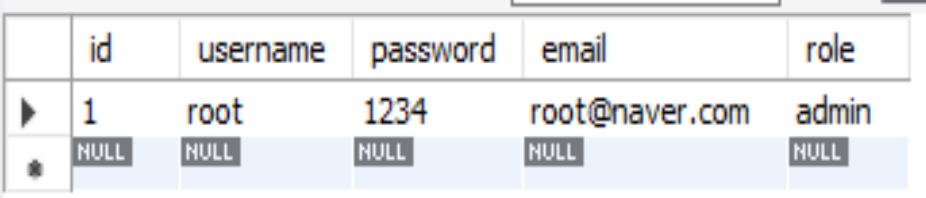 id username password email role
1 root 1234 root@naver.com admin
NULL NULL NULL NULL NULL